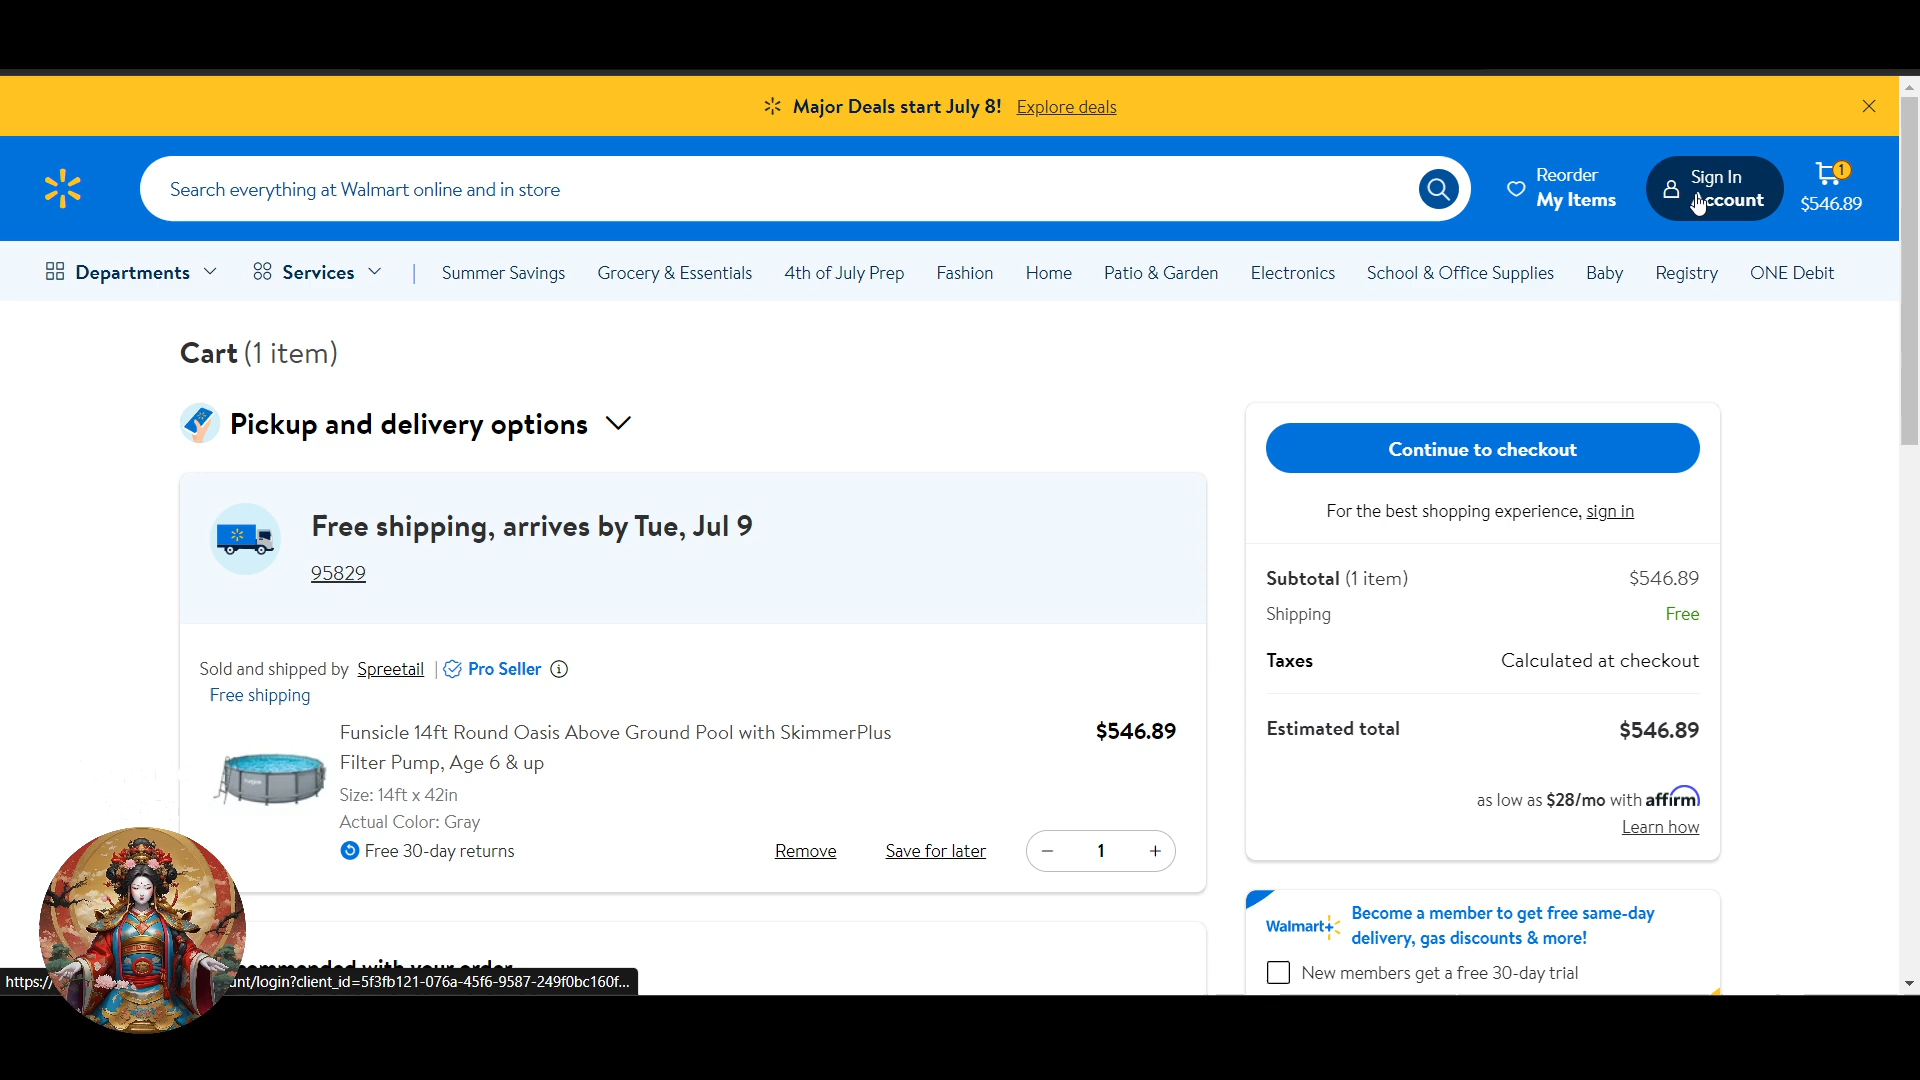 Major Deals start July 8! Explore deals
Search everything at Walmart online and in store
Reorder
My Items
Sign In
Account
1
$546.89
Departments
Services
Summer Savings
Grocery & Essentials
4th of July Prep
Fashion
Home
Patio & Garden
Electronics
School & Office Supplies
Baby
Registry
ONE Debit
Cart (1 item)
Pickup and delivery options
Free shipping, arrives by Tue, Jul 9
95829
Sold and shipped by Spreetail | Pro Seller
Free shipping
Funsicle 14ft Round Oasis Above Ground Pool with SkimmerPlus
Filter Pump, Age 6 & up
$546.89
Size: 14ft x 42in
Actual Color: Gray
Free 30-day returns
Remove
Save for later
− 1 +
Continue to checkout
For the best shopping experience, sign in
Subtotal (1 item) $546.89
Shipping Free
Taxes Calculated at checkout
Estimated total $546.89
as low as $28/mo with affirm
Learn how
Walmart+
Become a member to get free same-day
delivery, gas discounts & more!
New members get a free 30-day trial
with your order
https:/
/login?client_id=5f3fb121-076a-45f6-9587-249f0bc160f...